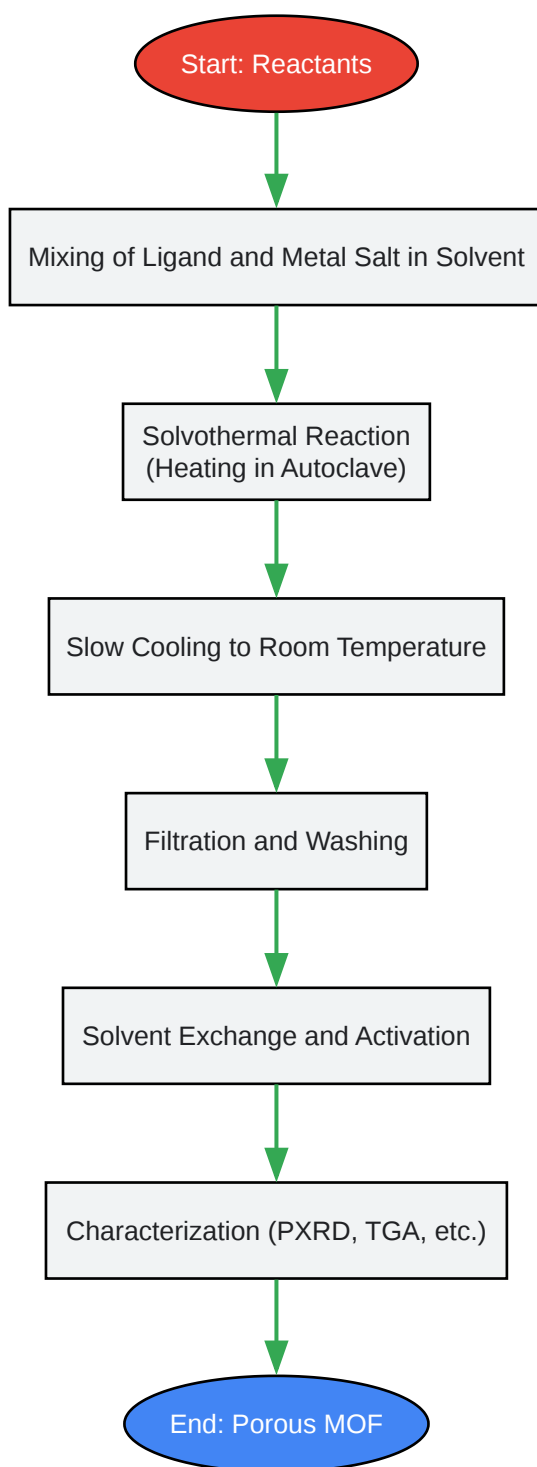 Start: Reactants
Mixing of Ligand and Metal Salt in Solvent
Solvothermal Reaction
(Heating in Autoclave)
Slow Cooling to Room Temperature
Filtration and Washing
Solvent Exchange and Activation
Characterization (PXRD, TGA, etc.)
End: Porous MOF